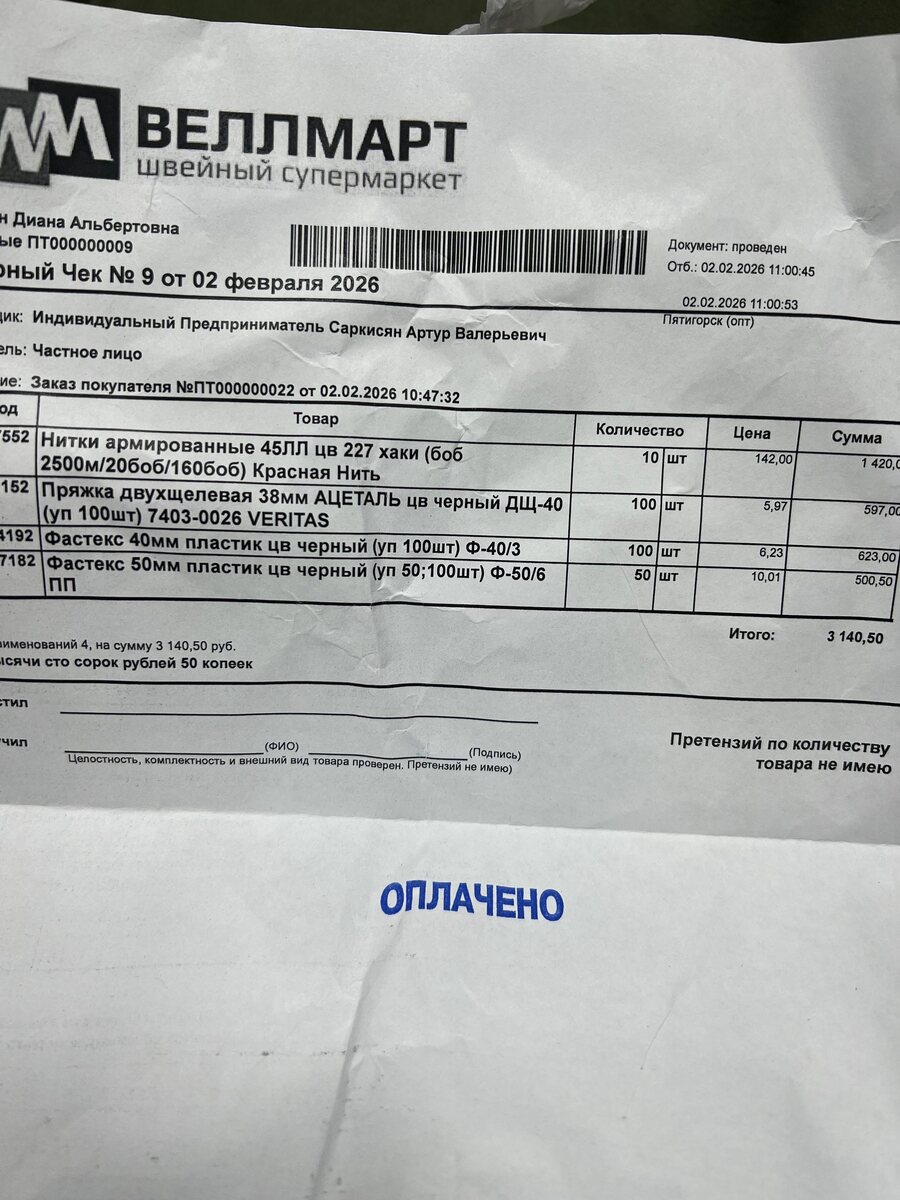 ВЕЛЛМАРТ
швейный супермаркет
н Диана Альбертовна
ые ПТ000000009
Документ: проведен
Отб.: 02.02.2026 11:00:45
ный Чек № 9 от 02 февраля 2026
02.02.2026 11:00:53
Пятигорск (опт)
щик: Индивидуальный Предприниматель Саркисян Артур Валерьевич
ель: Частное лицо
ие: Заказ покупателя №ПТ000000022 от 02.02.2026 10:47:32
од Товар Количество Цена Сумма
7552 Нитки армированные 45ЛЛ цв 227 хаки (боб 10 шт 142,00 1 420,0
2500м/20боб/160боб) Красная Нить
152 Пряжка двухщелевая 38мм АЦЕТАЛЬ цв черный ДЩ-40 100 шт 5,97 597,00
(уп 100шт) 7403-0026 VERITAS
4192 Фастекс 40мм пластик цв черный (уп 100шт) Ф-40/3 100 шт 6,23 623,00
7182 Фастекс 50мм пластик цв черный (уп 50;100шт) Ф-50/6 50 шт 10,01 500,50
ПП
Итого: 3 140,50
аименований 4, на сумму 3 140,50 руб.
ысячи сто сорок рублей 50 копеек
стил
чил
(ФИО) (Подпись)
Целостность, комплектность и внешний вид товара проверен. Претензий не имею)
Претензий по количеству
товара не имею
ОПЛАЧЕНО